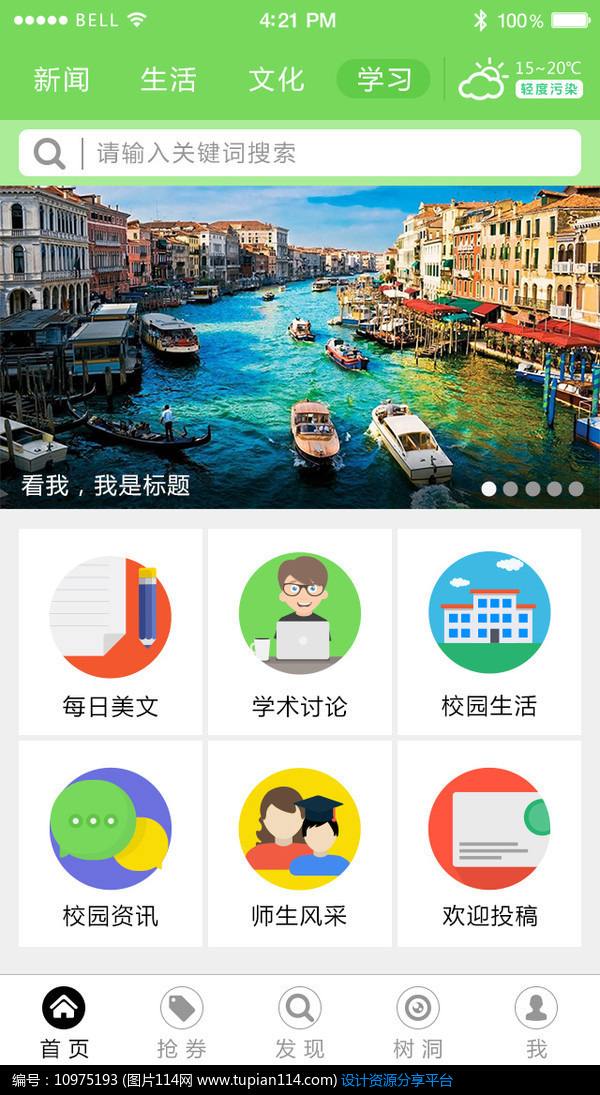 BELL 4:21 PM 100%
新闻 生活 文化 学习 15~20℃
轻度污染
请输入关键词搜索
看我，我是标题
每日美文 学术讨论 校园生活
校园资讯 师生风采 欢迎投稿
首页 抢券 发现 树洞 我
编号：10975193 (图片114网 www.tupian114.com) 设计资源分享平台